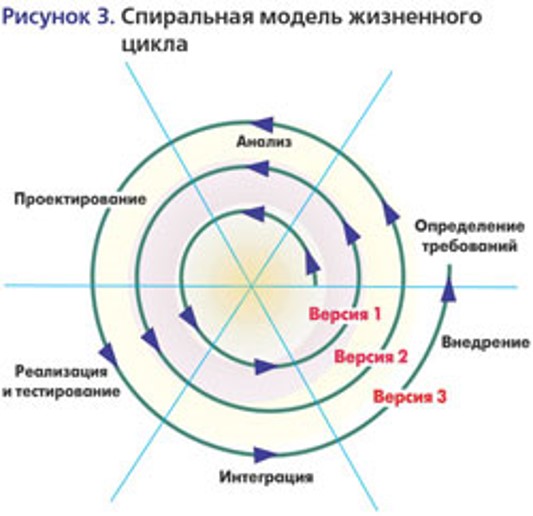 Рисунок 3. Спиральная модель жизненного
цикла
Анализ
Проектирование
Определение
требований
Версия 1
Внедрение
Версия 2
Реализация
и тестирование
Версия 3
Интеграция